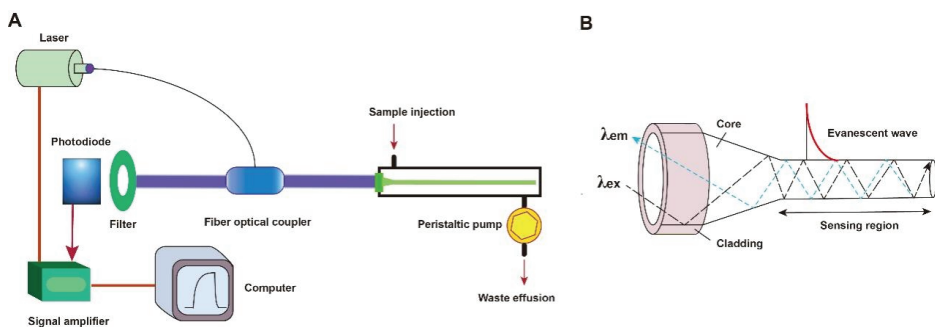 A
Laser
Photodiode
Filter
Fiber optical coupler
Sample injection
Peristaltic pump
Waste effusion
Computer
Signal amplifier
B
λem
λex
Core
Evanescent wave
Sensing region
Cladding